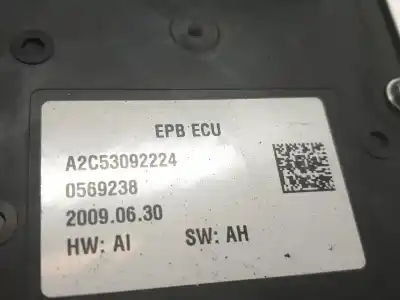 EPB ECU
A2C53092224
0569238
2009.06.30
HW: AI SW: AH